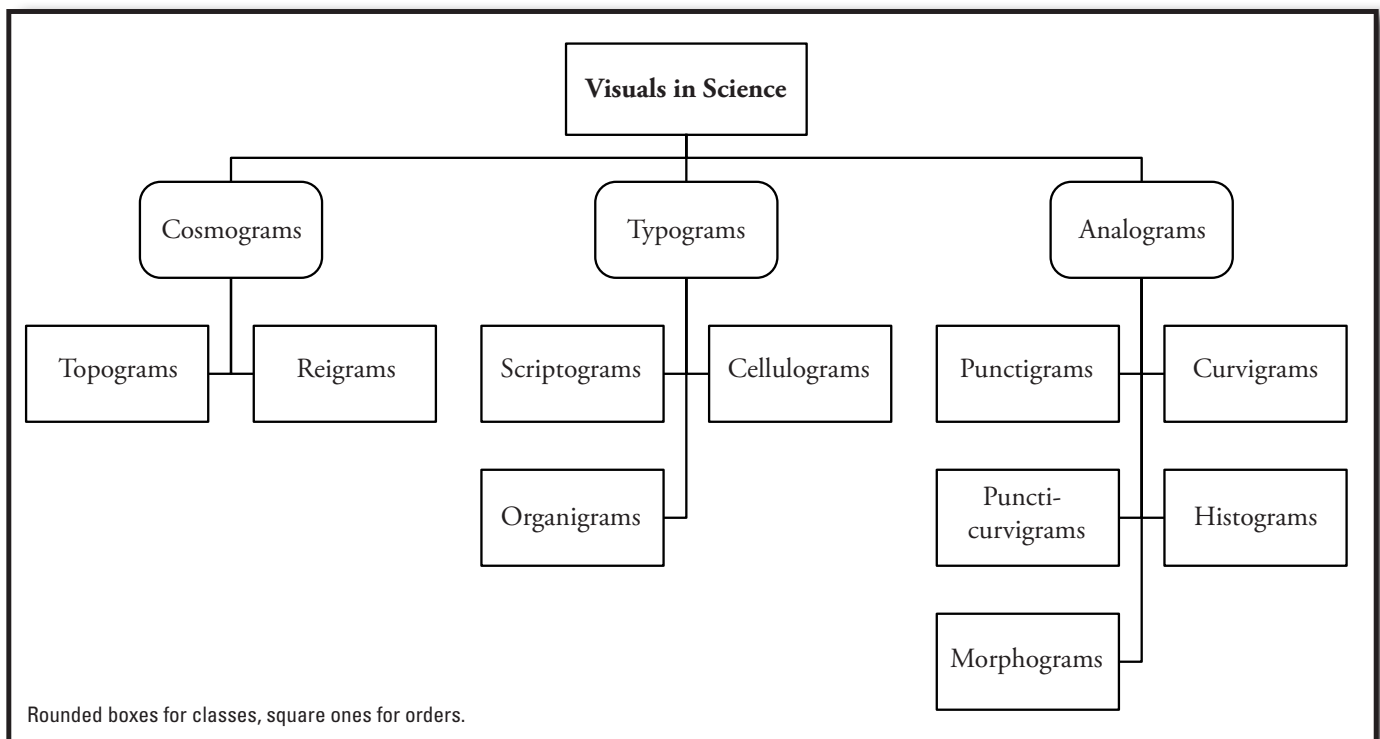 Visuals in Science
Cosmograms
Typograms
Analograms
Topograms
Reigrams
Scriptograms
Cellulograms
Punctigrams
Curvigrams
Organigrams
Puncti-
curvigrams
Histograms
Morphograms
Rounded boxes for classes, square ones for orders.